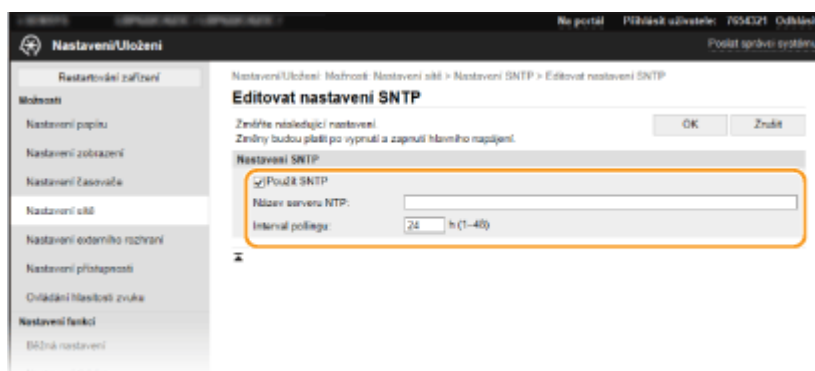 Na portál Přihlásit uživatele: 7654321 Odhlásit
Nastavení/Uložení
Poslat správci systému
Restartování zařízení
Možnosti
Nastavení papíru
Nastavení zobrazení
Nastavení časovače
Nastavení sítě
Nastavení externího rozhraní
Nastavení přístupnosti
Ovládání hlasitosti zvuku
Nastavení funkcí
Běžná nastavení
Nastavení/Uložení: Možnosti: Nastavení sítě > Nastavení SNTP > Editovat nastavení SNTP
Editovat nastavení SNTP
Změňte následující nastavení.
Změny budou platit po vypnutí a zapnutí hlavního napájení.
OK Zrušit
Nastavení SNTP
Použít SNTP
Název serveru NTP:
Interval pollingu: 24 h (1–48)